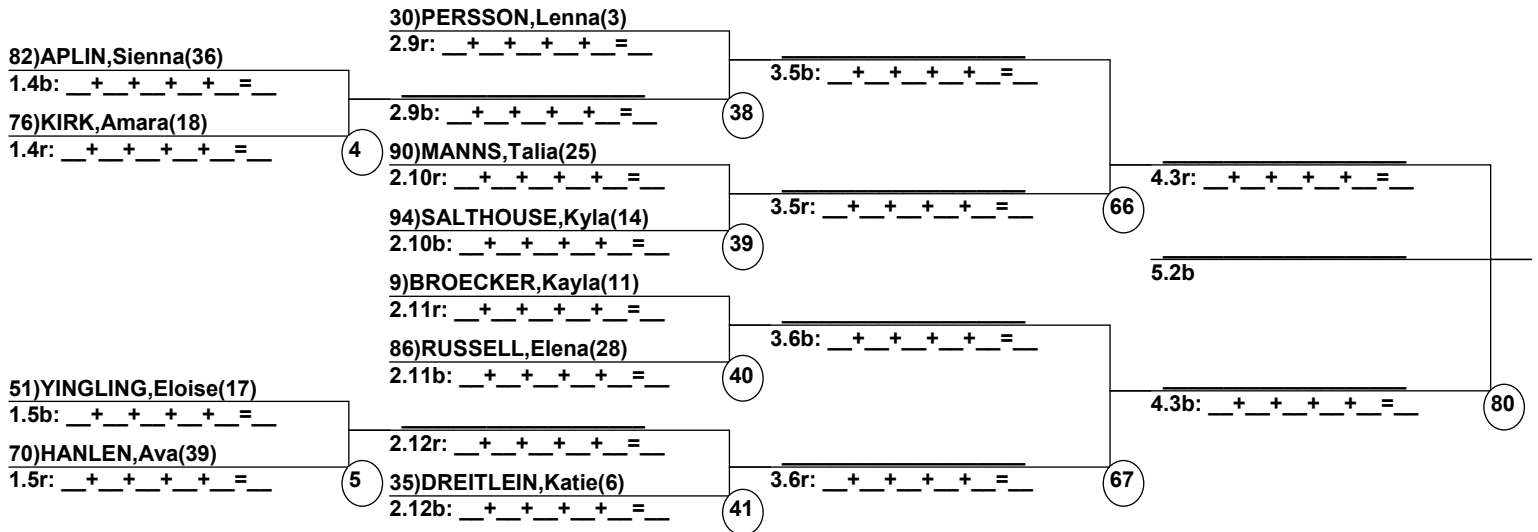 30)PERSSON,Lenna(3)
2.9r: __+__+__+__+__=__
82)APLIN,Sienna(36)
1.4b: __+__+__+__+__=__
3.5b: __+__+__+__+__=__
2.9b: __+__+__+__+__=__
38
76)KIRK,Amara(18)
1.4r: __+__+__+__+__=__
4
90)MANNS,Talia(25)
2.10r: __+__+__+__+__=__
4.3r: __+__+__+__+__=__
3.5r: __+__+__+__+__=__
66
94)SALTHOUSE,Kyla(14)
2.10b: __+__+__+__+__=__
39
5.2b
9)BROECKER,Kayla(11)
2.11r: __+__+__+__+__=__
3.6b: __+__+__+__+__=__
86)RUSSELL,Elena(28)
2.11b: __+__+__+__+__=__
40
51)YINGLING,Eloise(17)
1.5b: __+__+__+__+__=__
4.3b: __+__+__+__+__=__
80
2.12r: __+__+__+__+__=__
70)HANLEN,Ava(39)
1.5r: __+__+__+__+__=__
5
3.6r: __+__+__+__+__=__
67
35)DREITLEIN,Katie(6)
2.12b: __+__+__+__+__=__
41